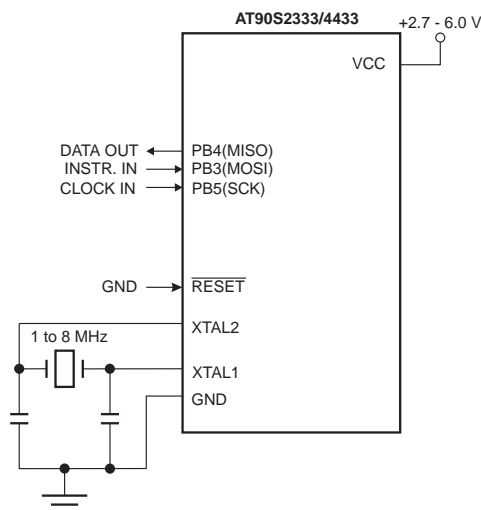 AT90S2333/4433
+2.7 - 6.0 V
VCC
DATA OUT PB4(MISO)
INSTR. IN PB3(MOSI)
CLOCK IN PB5(SCK)
GND RESET
XTAL2
1 to 8 MHz
XTAL1
GND